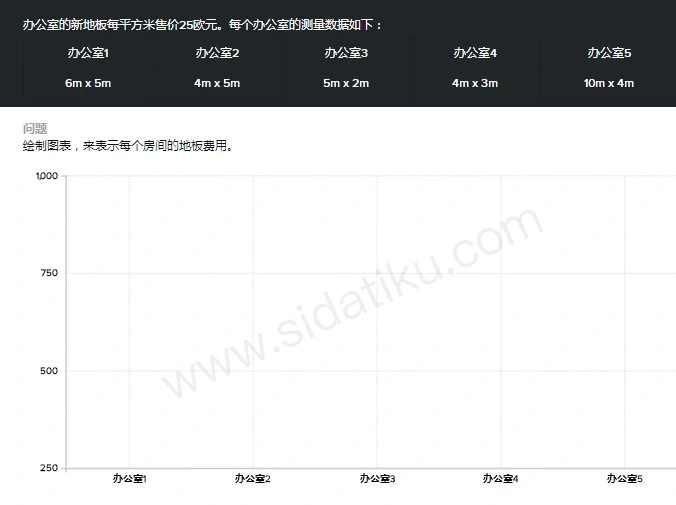 办公室的新地板每平方米售价25欧元。每个办公室的测量数据如下：
办公室1 办公室2 办公室3 办公室4 办公室5
6m x 5m 4m x 5m 5m x 2m 4m x 3m 10m x 4m
问题
绘制图表，来表示每个房间的地板费用。
1,000
750
500
250
办公室1 办公室2 办公室3 办公室4 办公室5
www.sidatiku.com